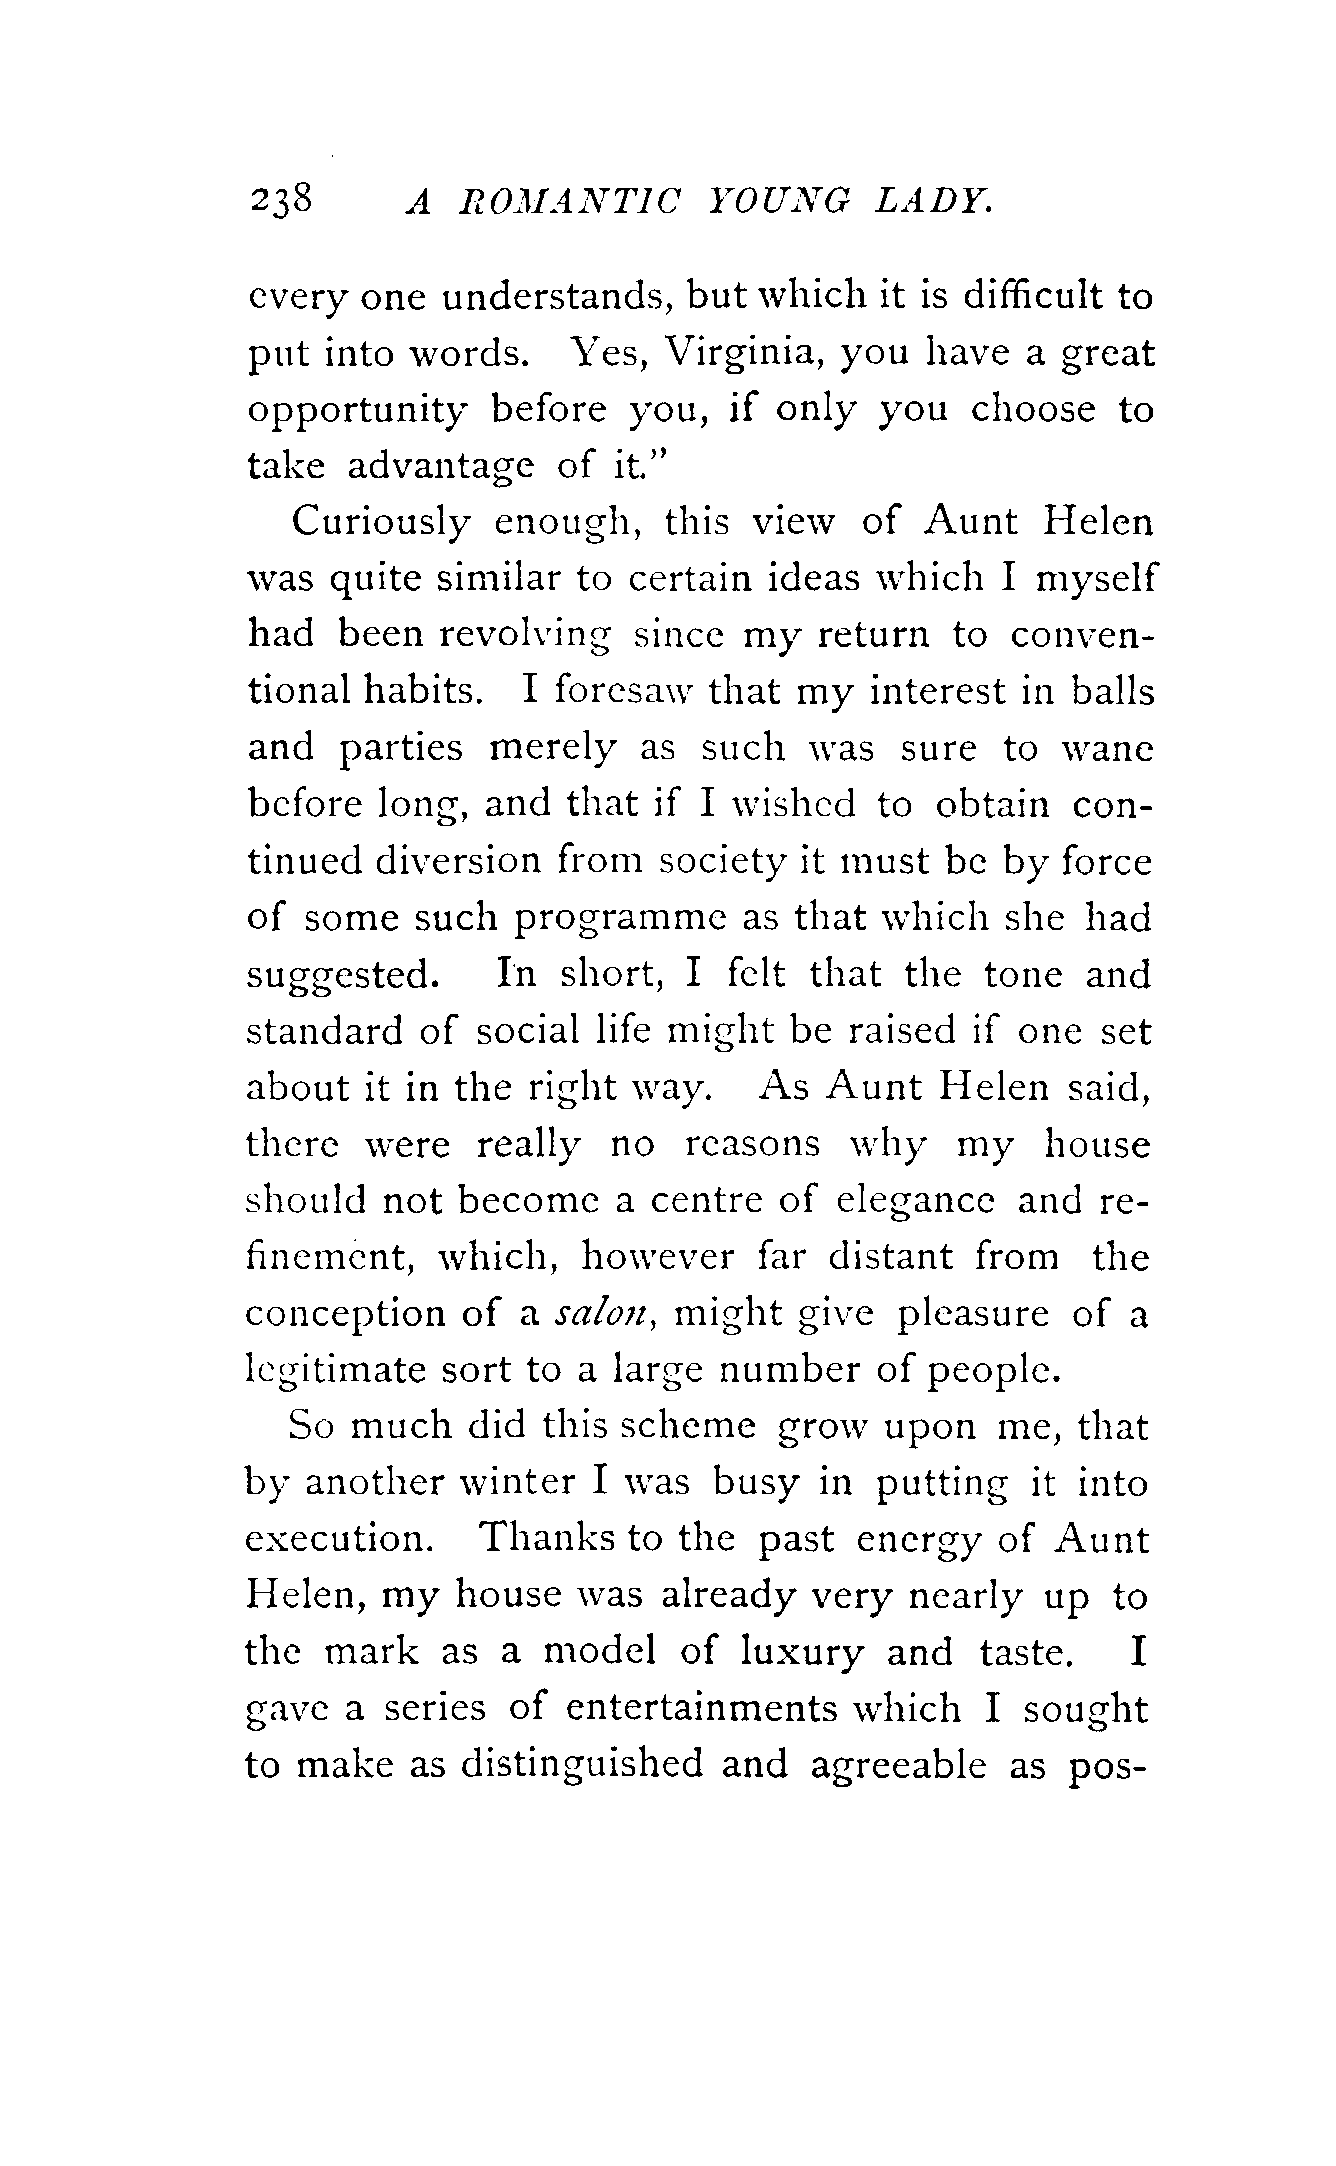 238 A ROMANTIC YOUNG LADY.
every one understands, but which it is difficult to
put into words. Yes, Virginia, you have a great
opportunity before you, if only you choose to
take advantage of it."
Curiously enough, this view of Aunt Helen
was quite similar to certain ideas which I myself
had been revolving since my return to conven-
tional habits. I foresaw that my interest in balls
and parties merely as such was sure to wane
before long, and that if I wished to obtain con-
tinued diversion from society it must be by force
of some such programme as that which she had
suggested. In short, I felt that the tone and
standard of social life might be raised if one set
about it in the right way. As Aunt Helen said,
there were really no reasons why my house
should not become a centre of elegance and re-
finement, which, however far distant from the
conception of a salon, might give pleasure of a
legitimate sort to a large number of people.
So much did this scheme grow upon me, that
by another winter I was busy in putting it into
execution. Thanks to the past energy of Aunt
Helen, my house was already very nearly up to
the mark as a model of luxury and taste. I
gave a series of entertainments which I sought
to make as distinguished and agreeable as pos-